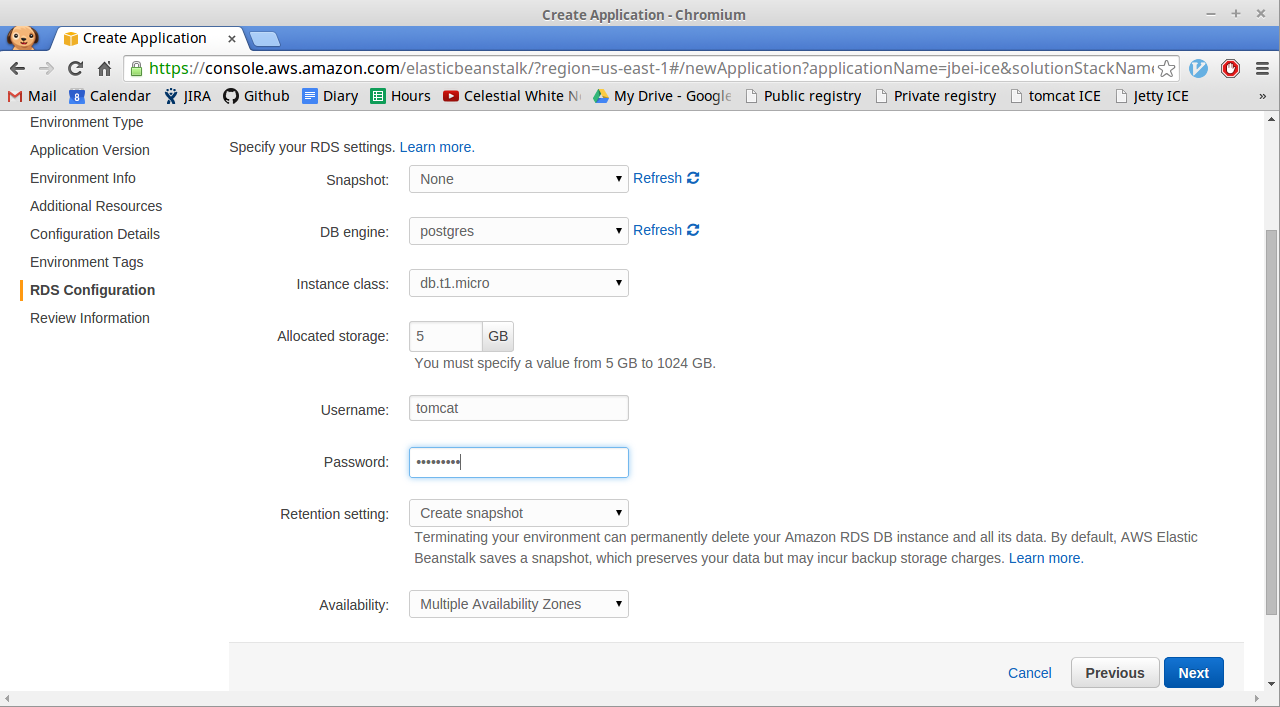 Create Application - Chromium
Create Application
https://console.aws.amazon.com/elasticbeanstalk/?region=us-east-1#/newApplication?applicationName=jbei-ice&solutionStackName
Mail
Calendar
JIRA
Github
Diary
Hours
Celestial White N
My Drive - Google
Public registry
Private registry
tomcat ICE
Jetty ICE
»
Environment Type
Application Version
Environment Info
Additional Resources
Configuration Details
Environment Tags
RDS Configuration
Review Information
Specify your RDS settings. Learn more.
Snapshot: None Refresh
DB engine: postgres Refresh
Instance class: db.t1.micro
Allocated storage: 5 GB
You must specify a value from 5 GB to 1024 GB.
Username: tomcat
Password: •••••••••
Retention setting: Create snapshot
Terminating your environment can permanently delete your Amazon RDS DB instance and all its data. By default, AWS Elastic
Beanstalk saves a snapshot, which preserves your data but may incur backup storage charges. Learn more.
Availability: Multiple Availability Zones
Cancel Previous Next